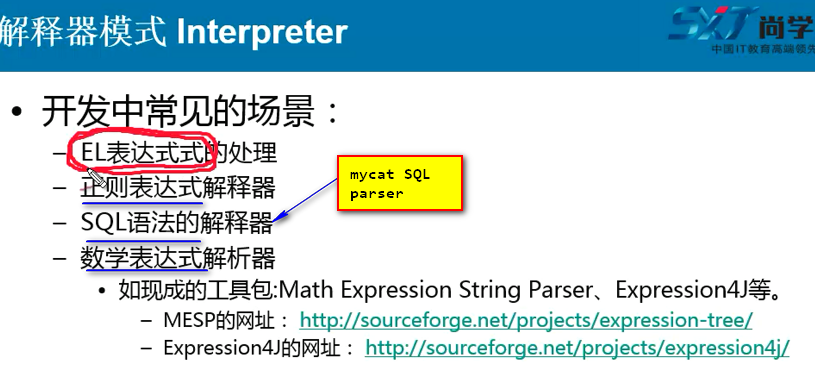 解释器模式 Interpreter
SXT 尚学
中国IT教育高端领先
• 开发中常见的场景：
– EL表达式式的处理
– 正则表达式解释器
mycat SQL
parser
– SQL语法的解释器
– 数学表达式解析器
• 如现成的工具包:Math Expression String Parser、Expression4J等。
– MESP的网址： http://sourceforge.net/projects/expression-tree/
– Expression4J的网址： http://sourceforge.net/projects/expression4j/